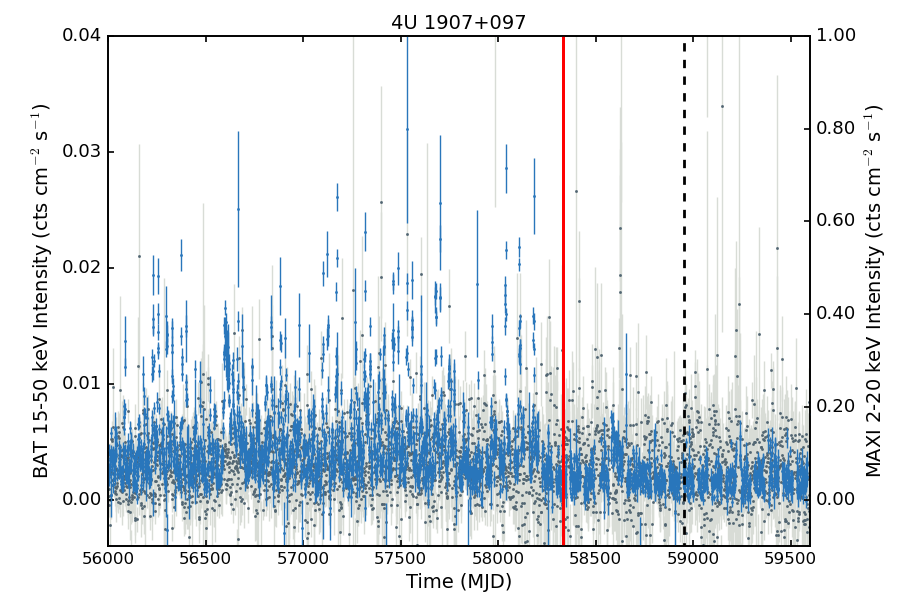 4U 1907+097
0.04
0.03
0.02
0.01
0.00
BAT 15-50 keV Intensity (cts cm⁻² s⁻¹)
1.00
0.80
0.60
0.40
0.20
0.00
MAXI 2-20 keV Intensity (cts cm⁻² s⁻¹)
56000 56500 57000 57500 58000 58500 59000 59500
Time (MJD)